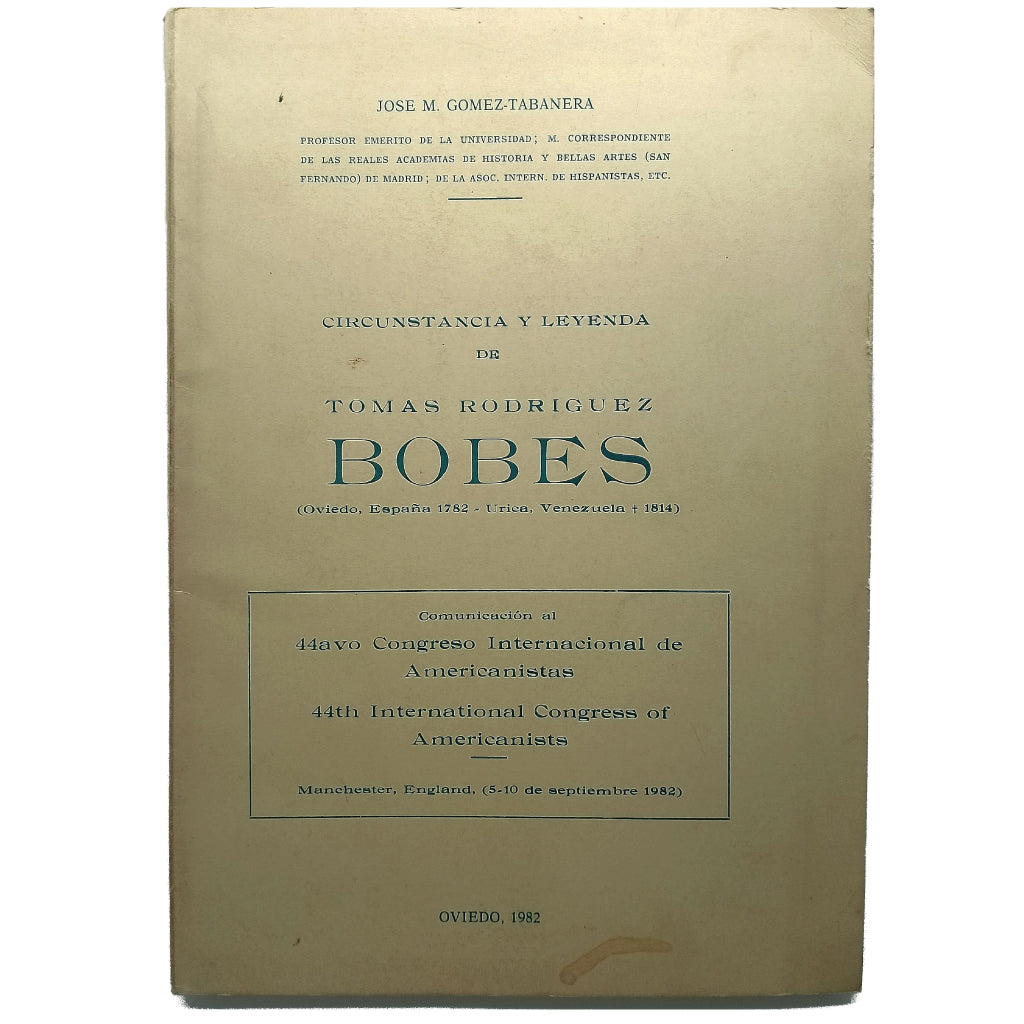 JOSE M. GOMEZ-TABANERA
PROFESOR EMERITO DE LA UNIVERSIDAD; M. CORRESPONDIENTE
DE LAS REALES ACADEMIAS DE HISTORIA Y BELLAS ARTES (SAN
FERNANDO) DE MADRID; DE LA ASOC. INTERN. DE HISPANISTAS, ETC.
CIRCUNSTANCIA Y LEYENDA
DE
TOMAS RODRIGUEZ
BOBES
(Oviedo, España 1782 - Urica, Venezuela † 1814)
Comunicación al
44avo Congreso Internacional de
Americanistas
44th International Congress of
Americanists
Manchester, England, (5-10 de septiembre 1982)
OVIEDO, 1982